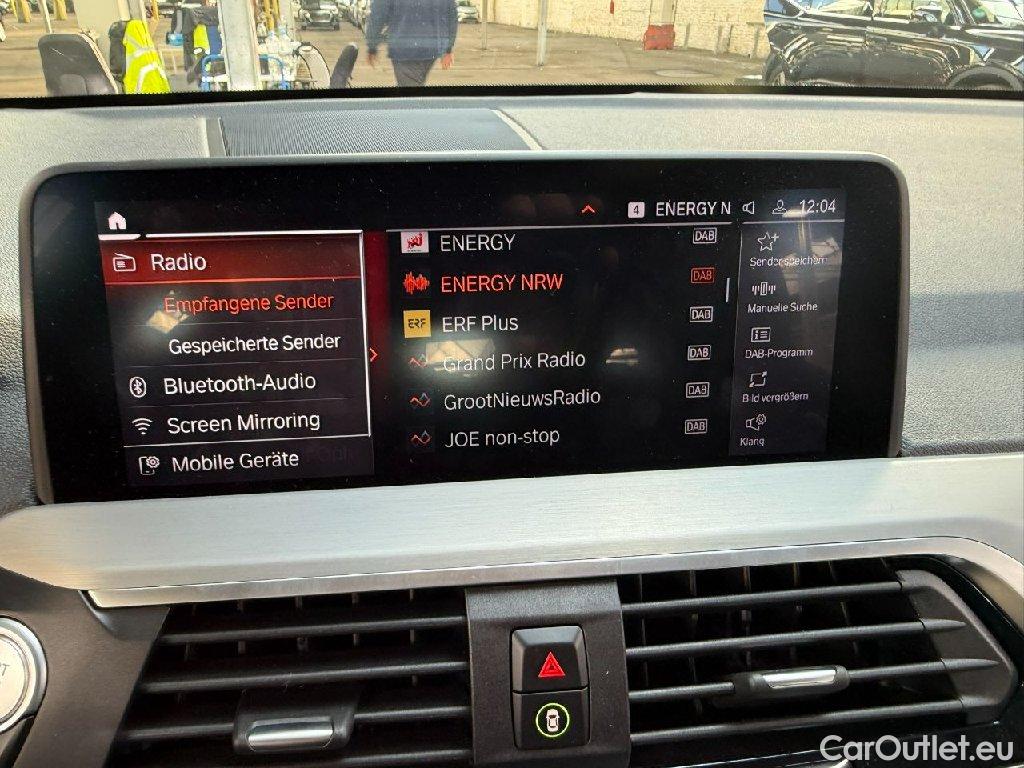 4 ENERGY N 12:04
Radio
Empfangene Sender
Gespeicherte Sender
Bluetooth-Audio
Screen Mirroring
Mobile Geräte
ENERGY DAB
ENERGY NRW DAB
ERF ERF Plus DAB
Grand Prix Radio DAB
GrootNieuwsRadio DAB
JOE non-stop DAB
Sender speichern
Manuelle Suche
DAB-Programm
Bild vergrößern
Klang
CarOutlet.eu